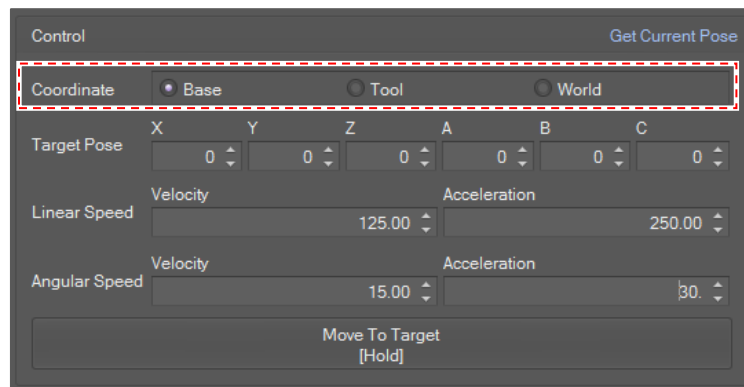 Control Get Current Pose
Coordinate Base Tool World
X Y Z A B C
Target Pose 0 0 0 0 0 0
Velocity Acceleration
Linear Speed 125.00 250.00
Velocity Acceleration
Angular Speed 15.00 30.
Move To Target
[Hold]